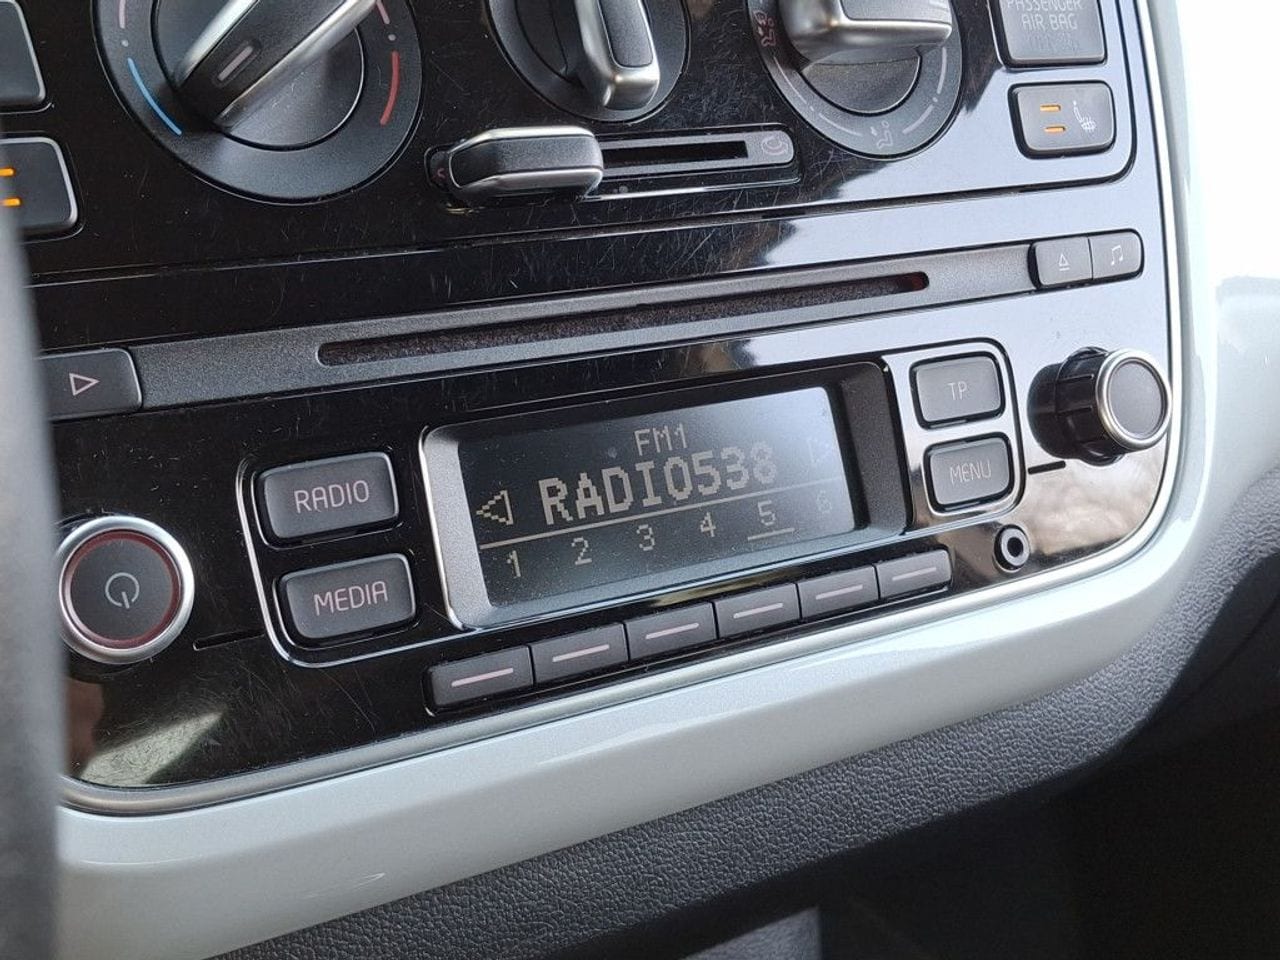 PASSENGER
AIR BAG
FM1
RADIO538
1 2 3 4 5 6
RADIO
MEDIA
TP
MENU